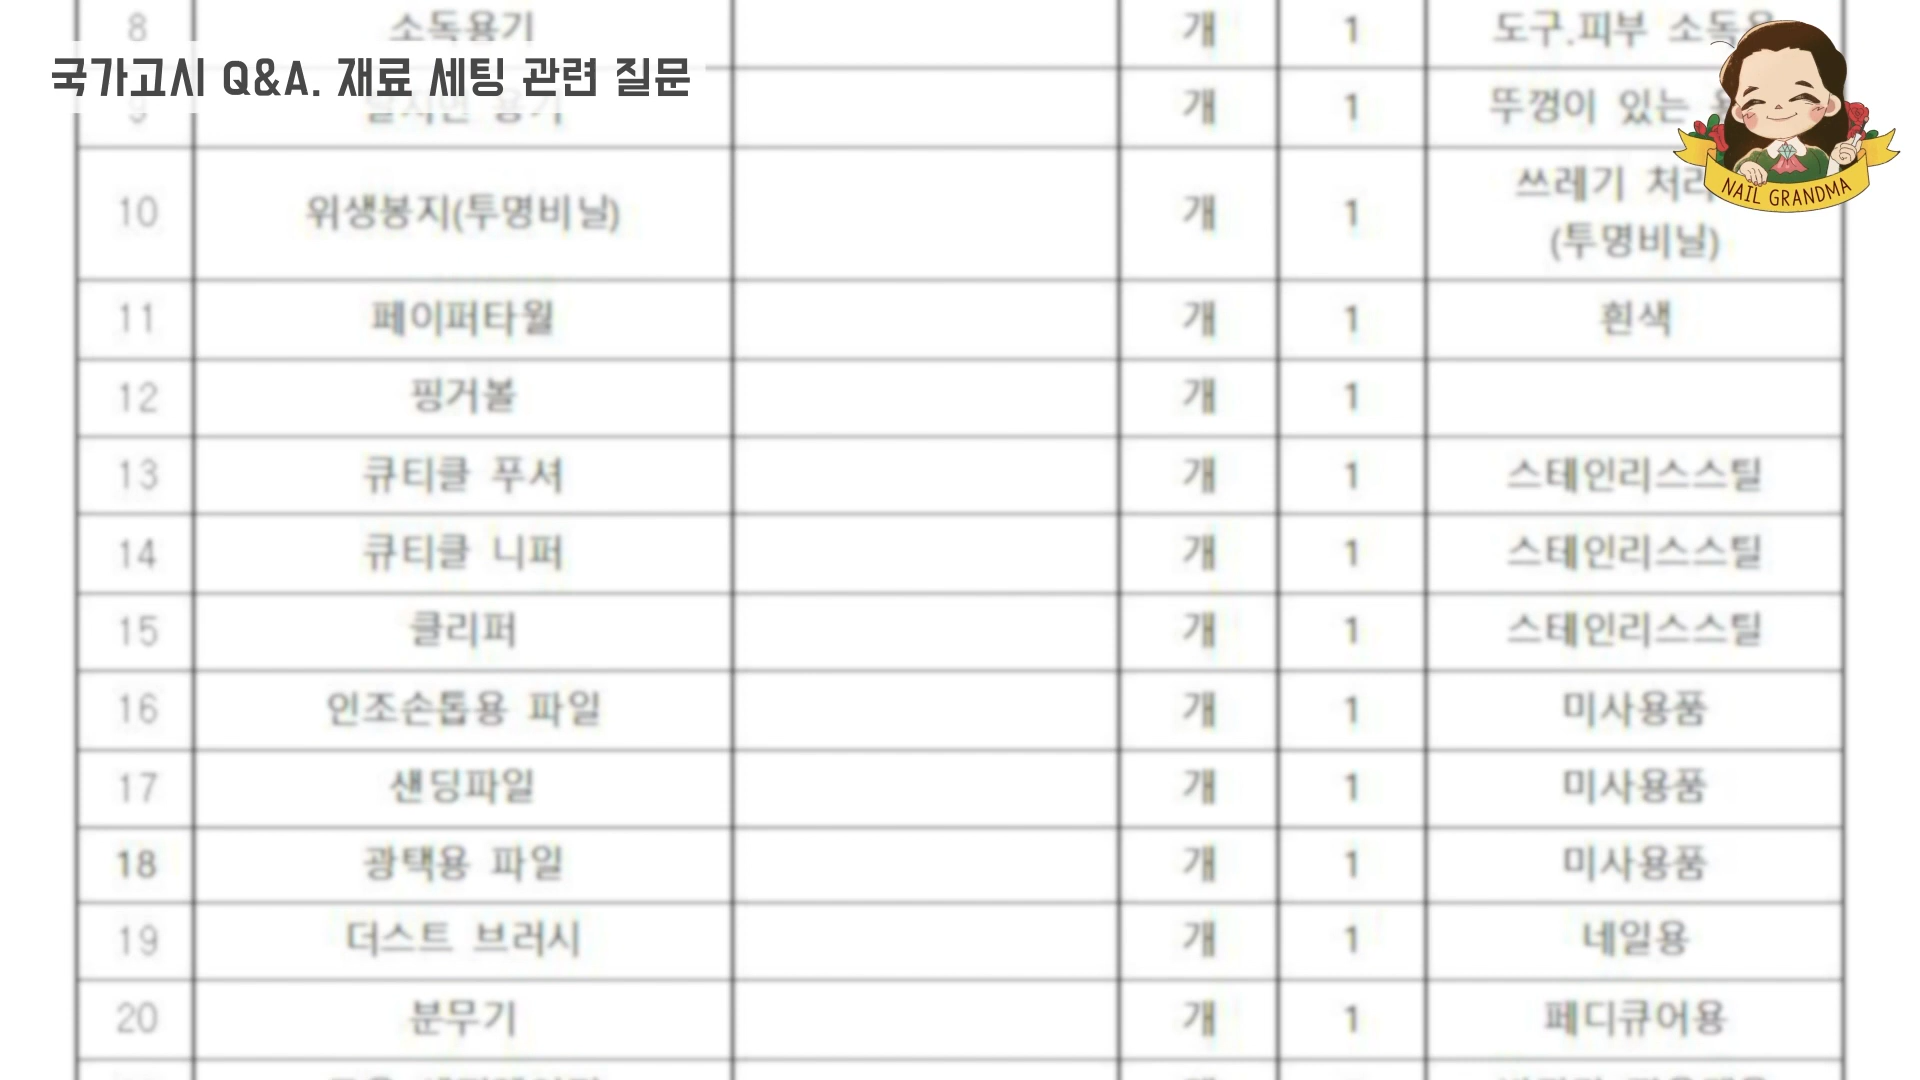 8 소독용기 개 1 도구.피부 소독용
국가고시 Q&A. 재료 세팅 관련 질문
9 탈지면 용기 개 1 뚜껑이 있는
NAIL GRANDMA
10 위생봉지(투명비닐) 개 1 쓰레기 처리
(투명비닐)
11 페이퍼타월 개 1 흰색
12 핑거볼 개 1
13 큐티클 푸셔 개 1 스테인리스스틸
14 큐티클 니퍼 개 1 스테인리스스틸
15 클리퍼 개 1 스테인리스스틸
16 인조손톱용 파일 개 1 미사용품
17 샌딩파일 개 1 미사용품
18 광택용 파일 개 1 미사용품
19 더스트 브러시 개 1 네일용
20 분무기 개 1 페디큐어용